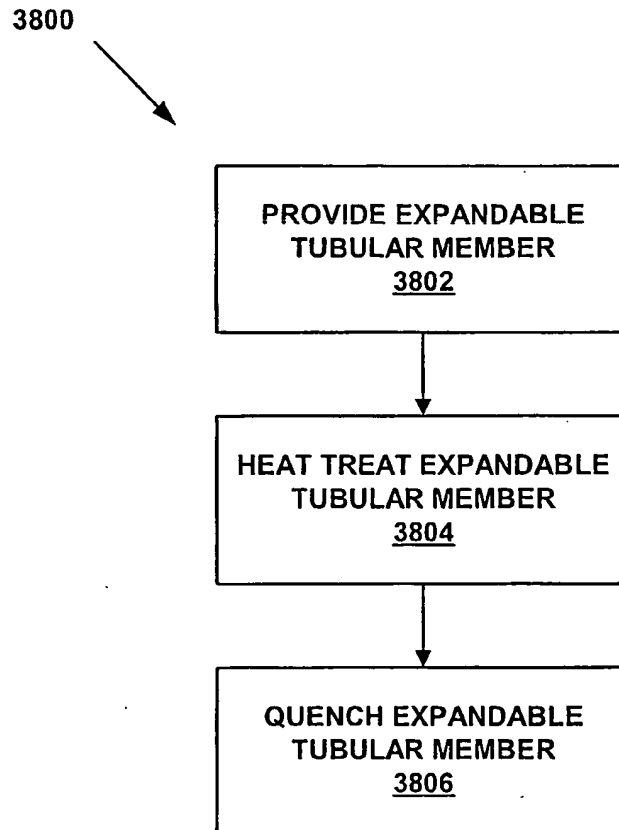 3800
PROVIDE EXPANDABLE
TUBULAR MEMBER
3802
HEAT TREAT EXPANDABLE
TUBULAR MEMBER
3804
QUENCH EXPANDABLE
TUBULAR MEMBER
3806